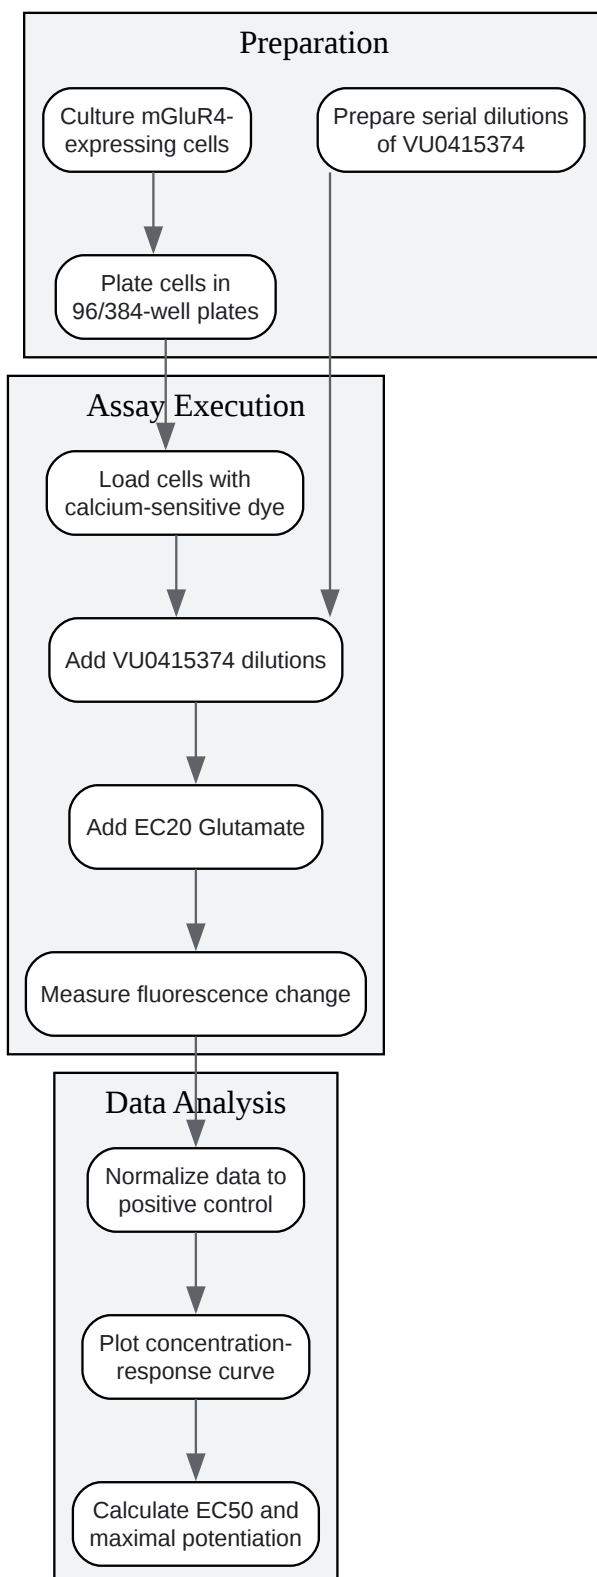 Preparation
Culture mGluR4-
expressing cells
Prepare serial dilutions
of VU0415374
Plate cells in
96/384-well plates
Assay Execution
Load cells with
calcium-sensitive dye
Add VU0415374 dilutions
Add EC20 Glutamate
Measure fluorescence change
Data Analysis
Normalize data to
positive control
Plot concentration-
response curve
Calculate EC50 and
maximal potentiation